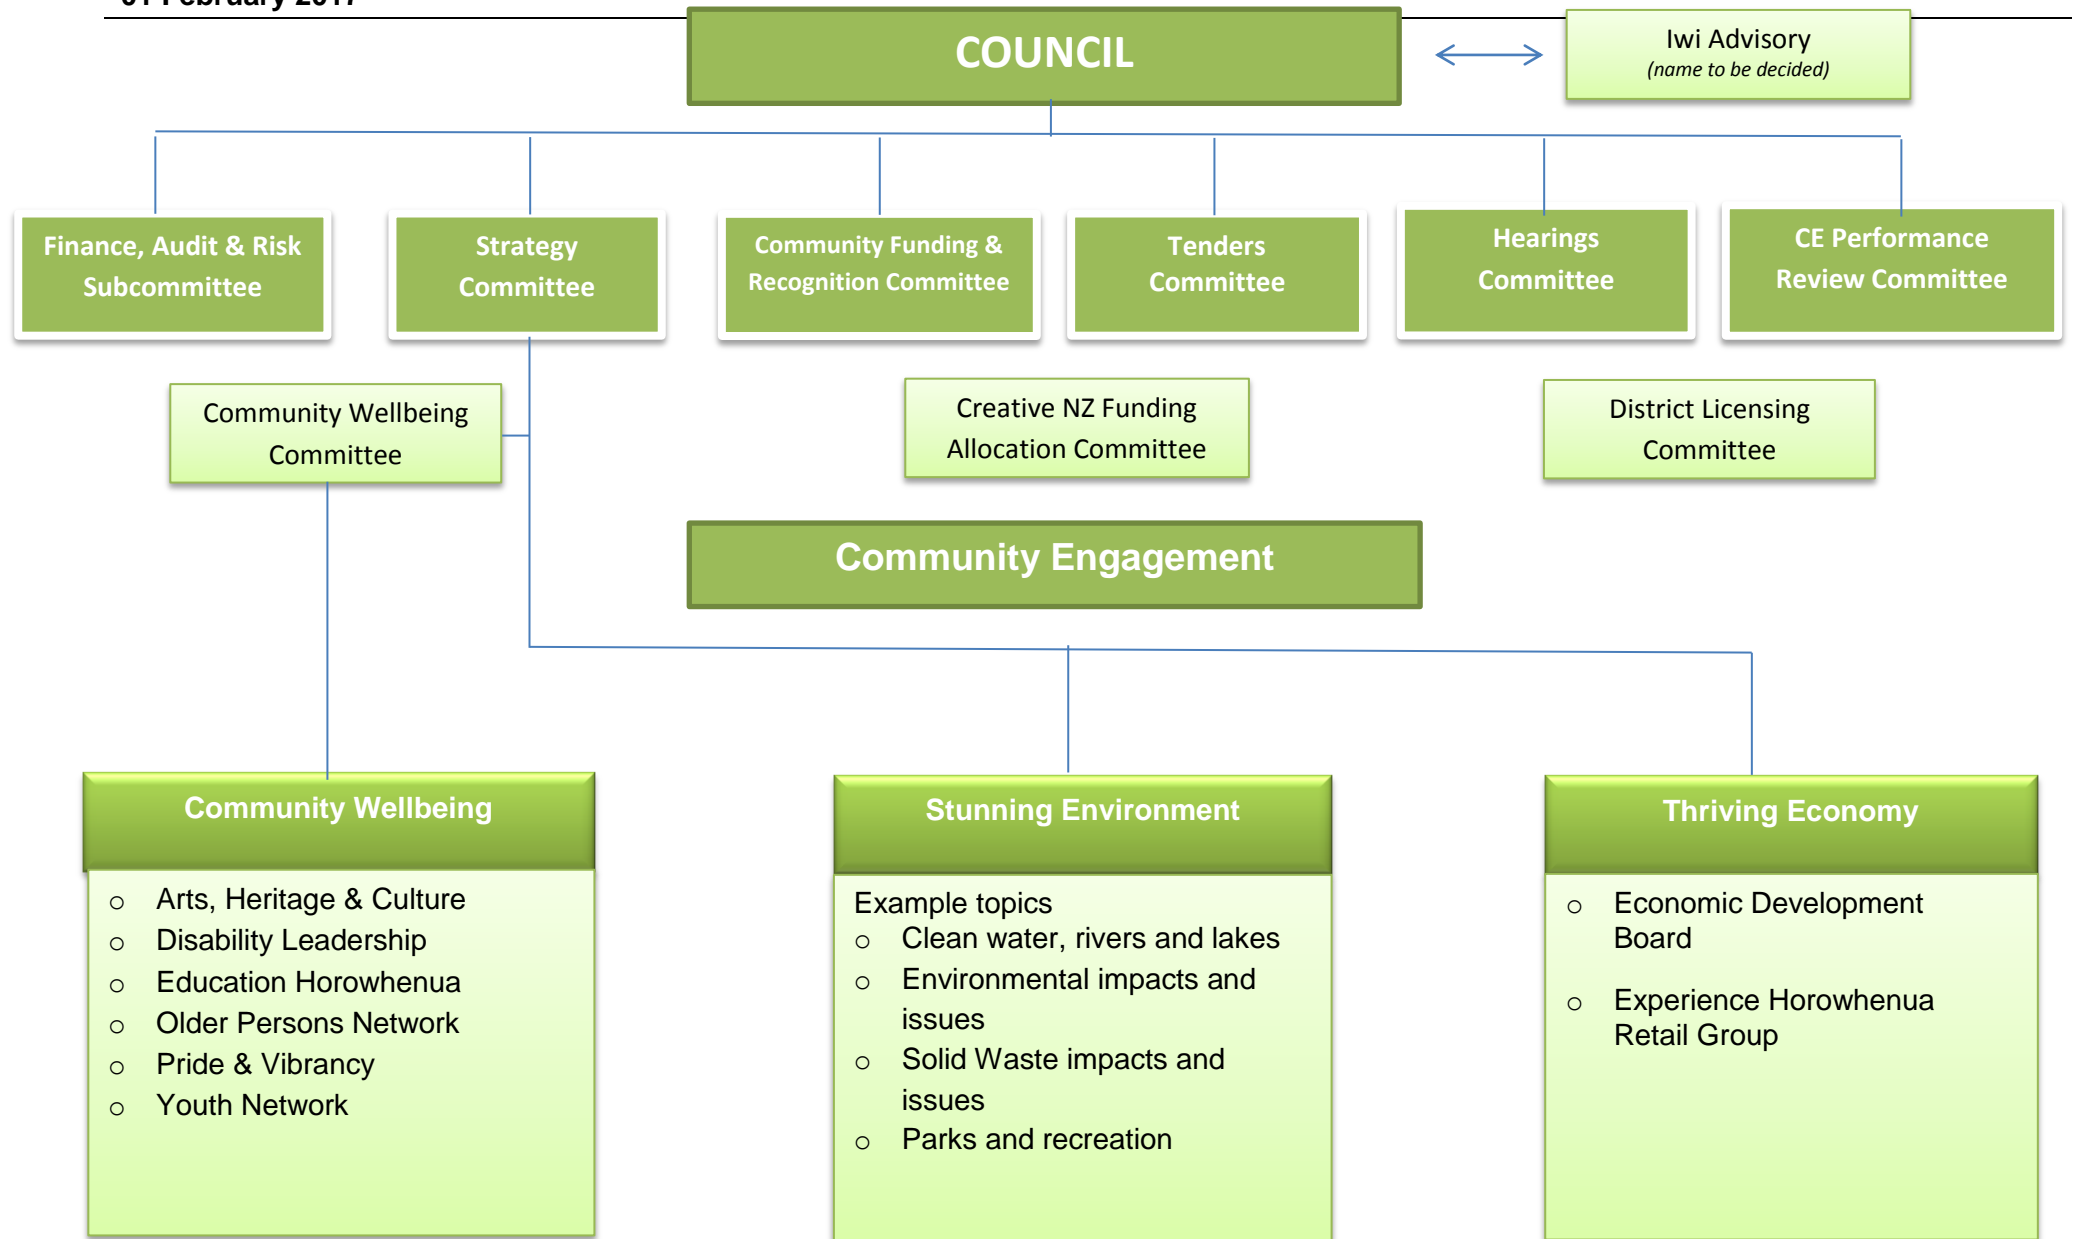 01 February 2017
COUNCIL
Iwi Advisory
(name to be decided)
Finance, Audit & Risk
Subcommittee
Strategy
Committee
Community Funding &
Recognition Committee
Tenders
Committee
Hearings
Committee
CE Performance
Review Committee
Community Wellbeing
Committee
Creative NZ Funding
Allocation Committee
District Licensing
Committee
Community Engagement
Community Wellbeing
o Arts, Heritage & Culture
o Disability Leadership
o Education Horowhenua
o Older Persons Network
o Pride & Vibrancy
o Youth Network
Stunning Environment
Example topics
o Clean water, rivers and lakes
o Environmental impacts and
issues
o Solid Waste impacts and
issues
o Parks and recreation
Thriving Economy
o Economic Development
Board
o Experience Horowhenua
Retail Group